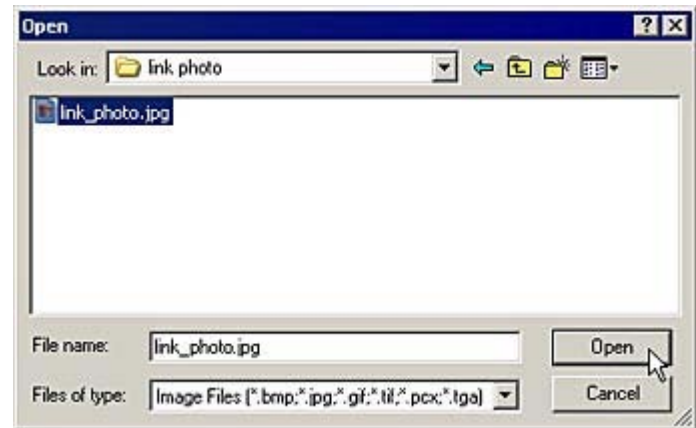 Open
Look in: link photo
link_photo.jpg
File name: link_photo.jpg Open
Files of type: Image Files (*.bmp;*.jpg;*.gif;*.tif;*.pcx;*.tga) Cancel